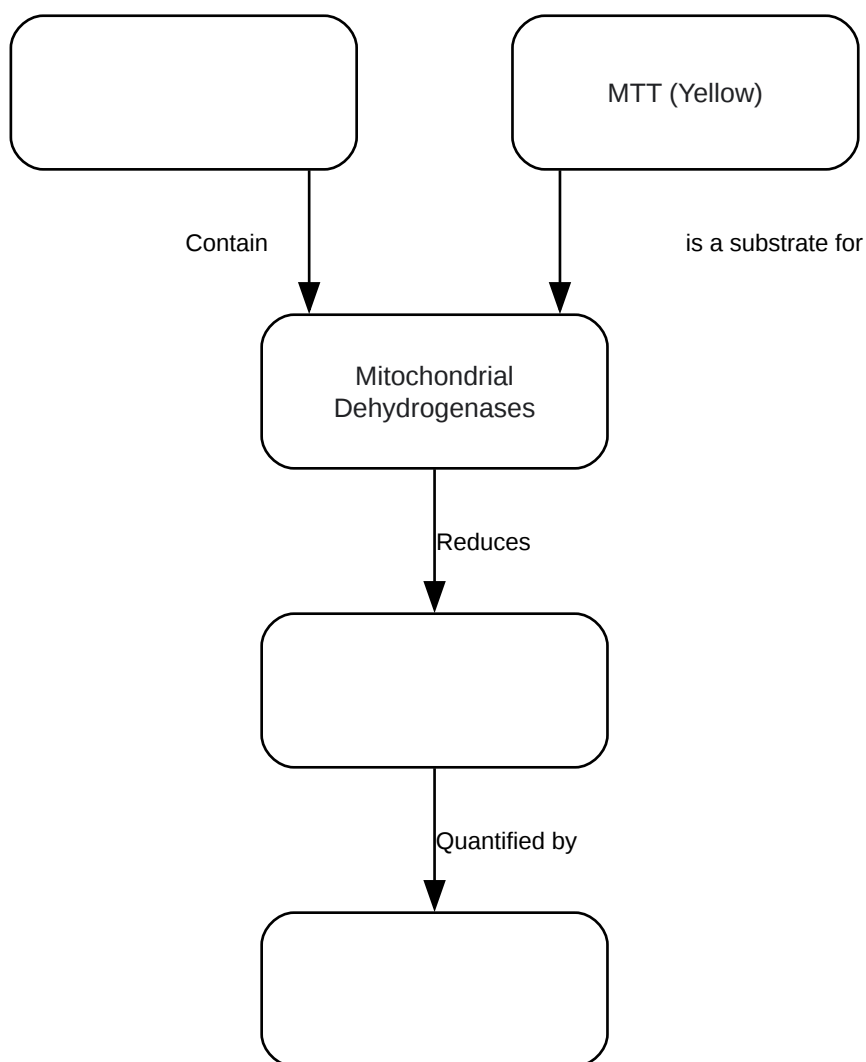 MTT (Yellow)
Contain
is a substrate for
Mitochondrial
Dehydrogenases
Reduces
Quantified by